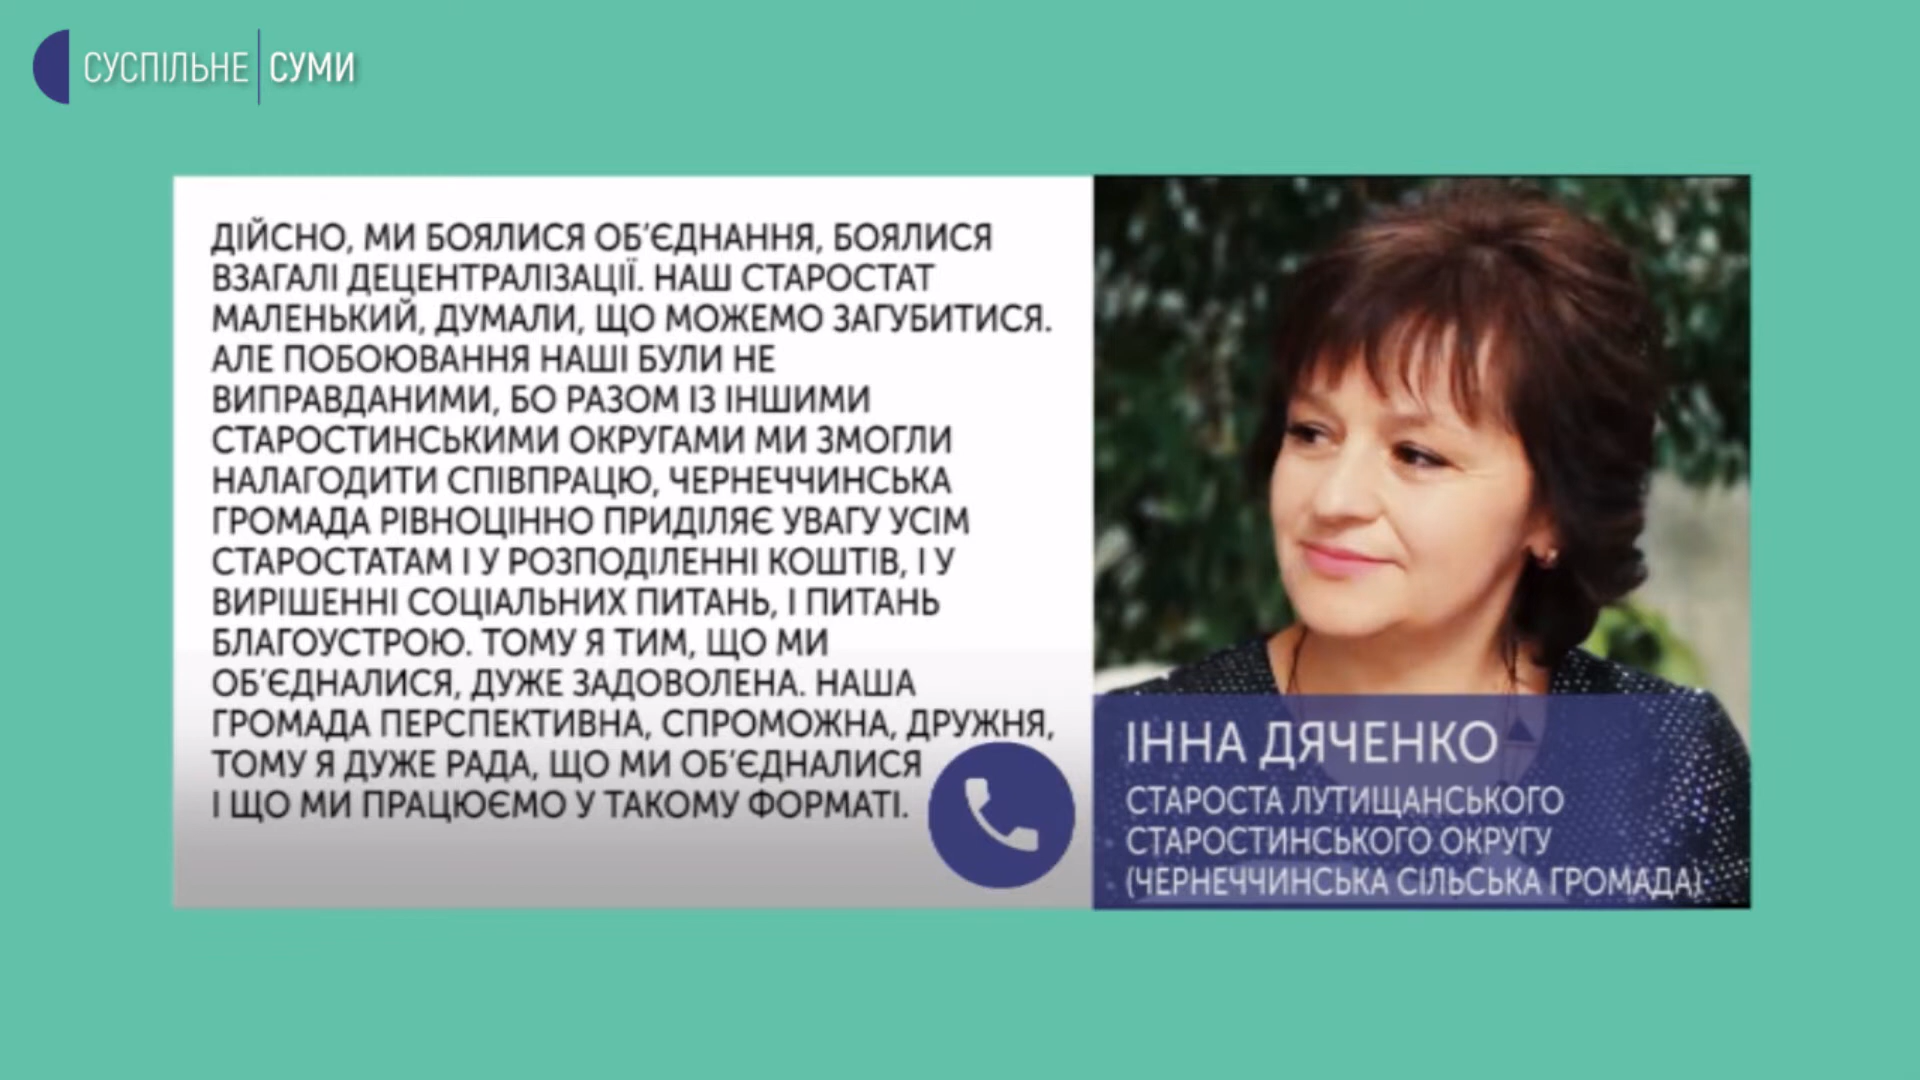 СУСПІЛЬНЕ СУМИ
ДІЙСНО, МИ БОЯЛИСЯ ОБ'ЄДНАННЯ, БОЯЛИСЯ
ВЗАГАЛІ ДЕЦЕНТРАЛІЗАЦІЇ. НАШ СТАРОСТАТ
МАЛЕНЬКИЙ, ДУМАЛИ, ЩО МОЖЕМО ЗАГУБИТИСЯ.
АЛЕ ПОБОЮВАННЯ НАШІ БУЛИ НЕ
ВИПРАВДАНИМИ, БО РАЗОМ ІЗ ІНШИМИ
СТАРОСТИНСЬКИМИ ОКРУГАМИ МИ ЗМОГЛИ
НАЛАГОДИТИ СПІВПРАЦЮ, ЧЕРНЕЧЧИНСЬКА
ГРОМАДА РІВНОЦІННО ПРИДІЛЯЄ УВАГУ УСІМ
СТАРОСТАТАМ І У РОЗПОДІЛЕННІ КОШТІВ, І У
ВИРІШЕННІ СОЦІАЛЬНИХ ПИТАНЬ, І ПИТАНЬ
БЛАГОУСТРОЮ. ТОМУ Я ТИМ, ЩО МИ
ОБ'ЄДНАЛИСЯ, ДУЖЕ ЗАДОВОЛЕНА. НАША
ГРОМАДА ПЕРСПЕКТИВНА, СПРОМОЖНА, ДРУЖНЯ,
ТОМУ Я ДУЖЕ РАДА, ЩО МИ ОБ'ЄДНАЛИСЯ
І ЩО МИ ПРАЦЮЄМО У ТАКОМУ ФОРМАТІ.
ІННА ДЯЧЕНКО
СТАРОСТА ЛУТИЩАНСЬКОГО
СТАРОСТИНСЬКОГО ОКРУГУ
(ЧЕРНЕЧЧИНСЬКА СІЛЬСЬКА ГРОМАДА)